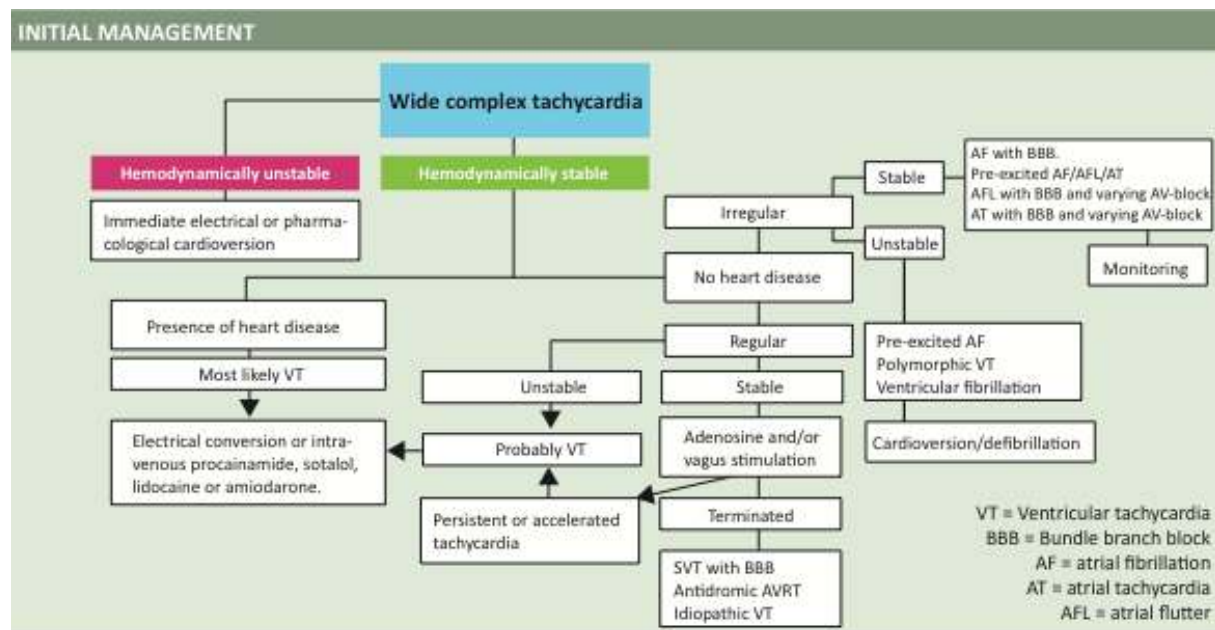 INITIAL MANAGEMENT
Wide complex tachycardia
Hemodynamically unstable
Immediate electrical or pharma-
cological cardioversion
Hemodynamically stable
Presence of heart disease
Most likely VT
Electrical conversion or intra-
venous procainamide, sotalol,
lidocaine or amiodarone.
No heart disease
Irregular
Stable
AF with BBB.
Pre-excited AF/AFL/AT
AFL with BBB and varying AV-block
AT with BBB and varying AV-block
Monitoring
Unstable
Pre-excited AF
Polymorphic VT
Ventricular fibrillation
Cardioversion/defibrillation
Regular
Unstable
Probably VT
Stable
Adenosine and/or
vagus stimulation
Persistent or accelerated
tachycardia
Terminated
SVT with BBB
Antidromic AVRT
Idiopathic VT
VT = Ventricular tachycardia
BBB = Bundle branch block
AF = atrial fibrillation
AT = atrial tachycardia
AFL = atrial flutter